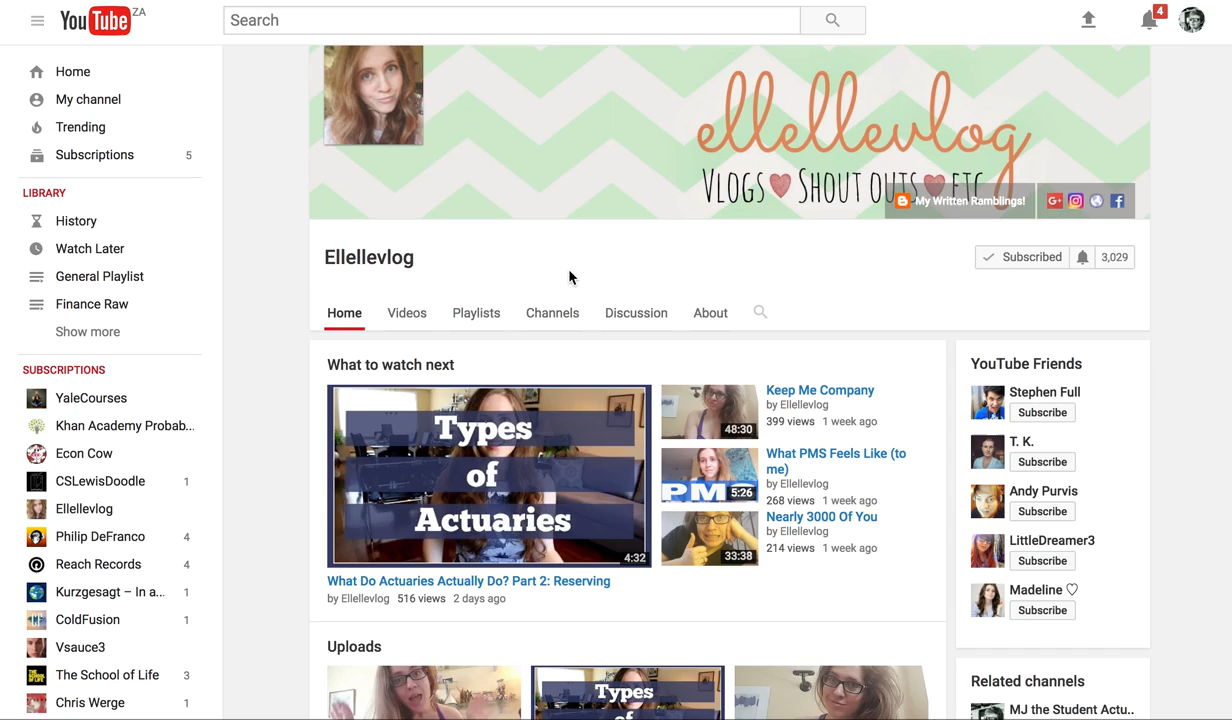 YouTube ZA
Search
4
Home
My channel
Trending
Subscriptions 5
LIBRARY
History
Watch Later
General Playlist
Finance Raw
Show more
SUBSCRIPTIONS
YaleCourses
Khan Academy Probab...
Econ Cow
CSLewisDoodle 1
Ellellevlog
Philip DeFranco 4
Reach Records 4
Kurzgesagt – In a... 1
ColdFusion 1
Vsauce3
The School of Life 3
Chris Werge 1
ellellevlog
VLOGS SHOUT OUTS ETC
My Written Ramblings!
Ellellevlog
Subscribed 3,029
Home Videos Playlists Channels Discussion About
What to watch next
Types
of
Actuaries
4:32
What Do Actuaries Actually Do? Part 2: Reserving
by Ellellevlog 516 views 2 days ago
48:30
Keep Me Company
by Ellellevlog
399 views 1 week ago
PMS 5:26
What PMS Feels Like (to
me)
by Ellellevlog
268 views 1 week ago
33:38
Nearly 3000 Of You
by Ellellevlog
214 views 1 week ago
Uploads
Types
of
YouTube Friends
Stephen Full
Subscribe
T. K.
Subscribe
Andy Purvis
Subscribe
LittleDreamer3
Subscribe
Madeline ♡
Subscribe
Related channels
MJ the Student Actu..